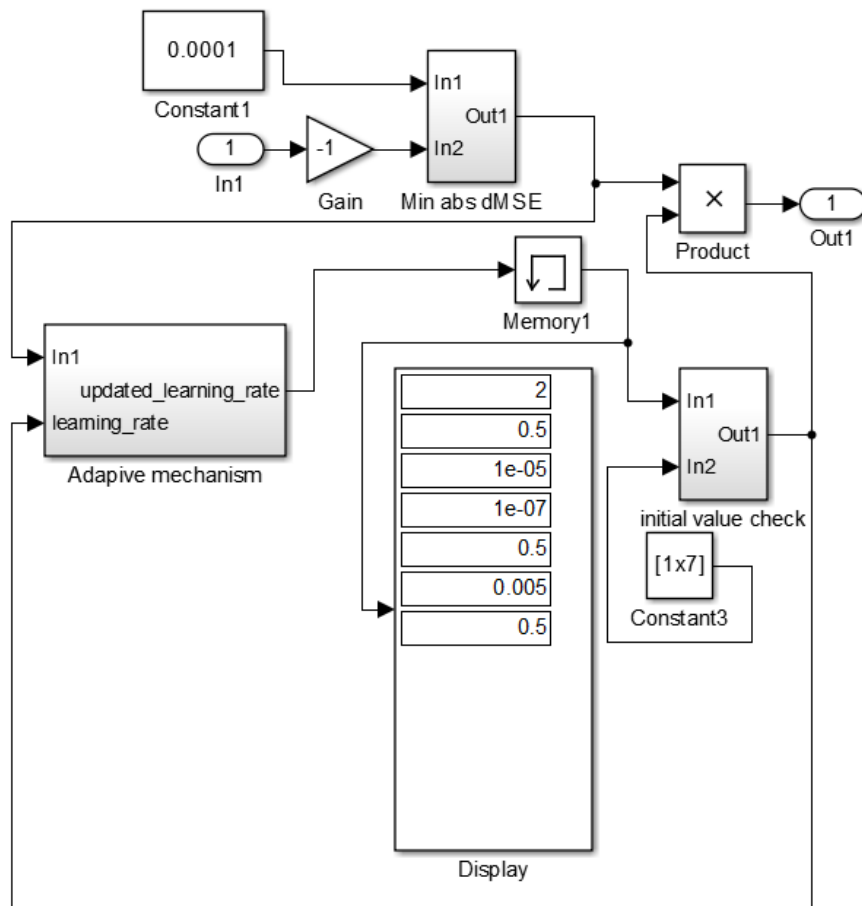 0.0001
Constant1
In1
In2
Out1
Min abs dMSE
1
In1
-1
Gain
×
Product
1
Out1
Memory1
In1
updated_learning_rate
learning_rate
Adapive mechanism
2
0.5
1e-05
1e-07
0.5
0.005
0.5
Display
In1
Out1
In2
initial value check
[1x7]
Constant3